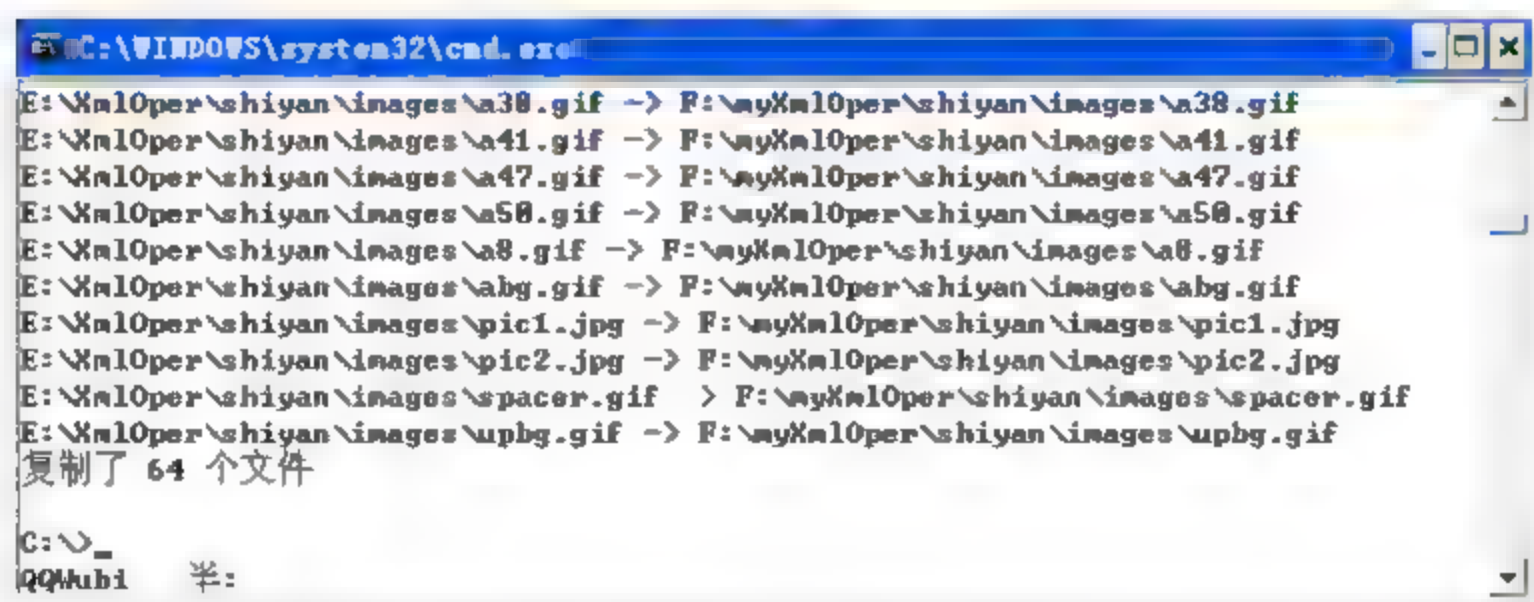 C:\WINDOWS\system32\cmd.exe
E:\XmlOper\shiyan\images\a38.gif -> F:\myXmlOper\shiyan\images\a38.gif
E:\XmlOper\shiyan\images\a41.gif -> F:\myXmlOper\shiyan\images\a41.gif
E:\XmlOper\shiyan\images\a47.gif -> F:\myXmlOper\shiyan\images\a47.gif
E:\XmlOper\shiyan\images\a50.gif -> F:\myXmlOper\shiyan\images\a50.gif
E:\XmlOper\shiyan\images\a8.gif -> F:\myXmlOper\shiyan\images\a8.gif
E:\XmlOper\shiyan\images\abg.gif -> F:\myXmlOper\shiyan\images\abg.gif
E:\XmlOper\shiyan\images\pic1.jpg -> F:\myXmlOper\shiyan\images\pic1.jpg
E:\XmlOper\shiyan\images\pic2.jpg -> F:\myXmlOper\shiyan\images\pic2.jpg
E:\XmlOper\shiyan\images\spacer.gif > F:\myXmlOper\shiyan\images\spacer.gif
E:\XmlOper\shiyan\images\upbg.gif -> F:\myXmlOper\shiyan\images\upbg.gif
复制了 64 个文件
C:\>_
QQWubi 半: